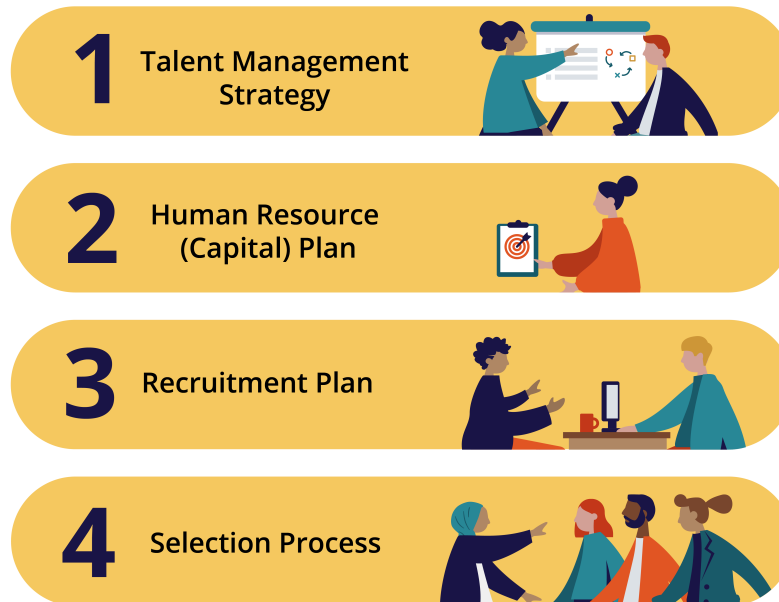 1
Talent Management
Strategy
2
Human Resource
(Capital) Plan
3
Recruitment Plan
4
Selection Process